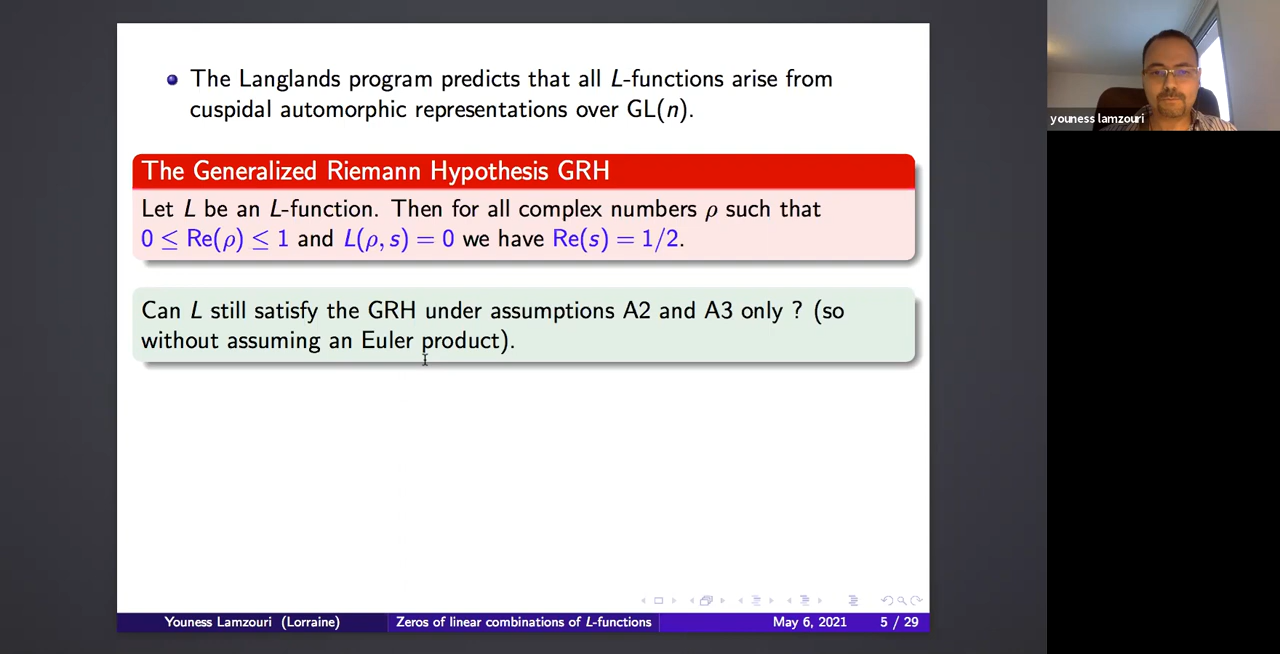 The Langlands program predicts that all L-functions arise from
cuspidal automorphic representations over GL(n).
The Generalized Riemann Hypothesis GRH
Let L be an L-function. Then for all complex numbers ρ such that
0 ≤ Re(ρ) ≤ 1 and L(ρ, s) = 0 we have Re(s) = 1/2.
Can L still satisfy the GRH under assumptions A2 and A3 only ? (so
without assuming an Euler product).
Youness Lamzouri (Lorraine)
Zeros of linear combinations of L-functions
May 6, 2021
5 / 29
youness lamzouri